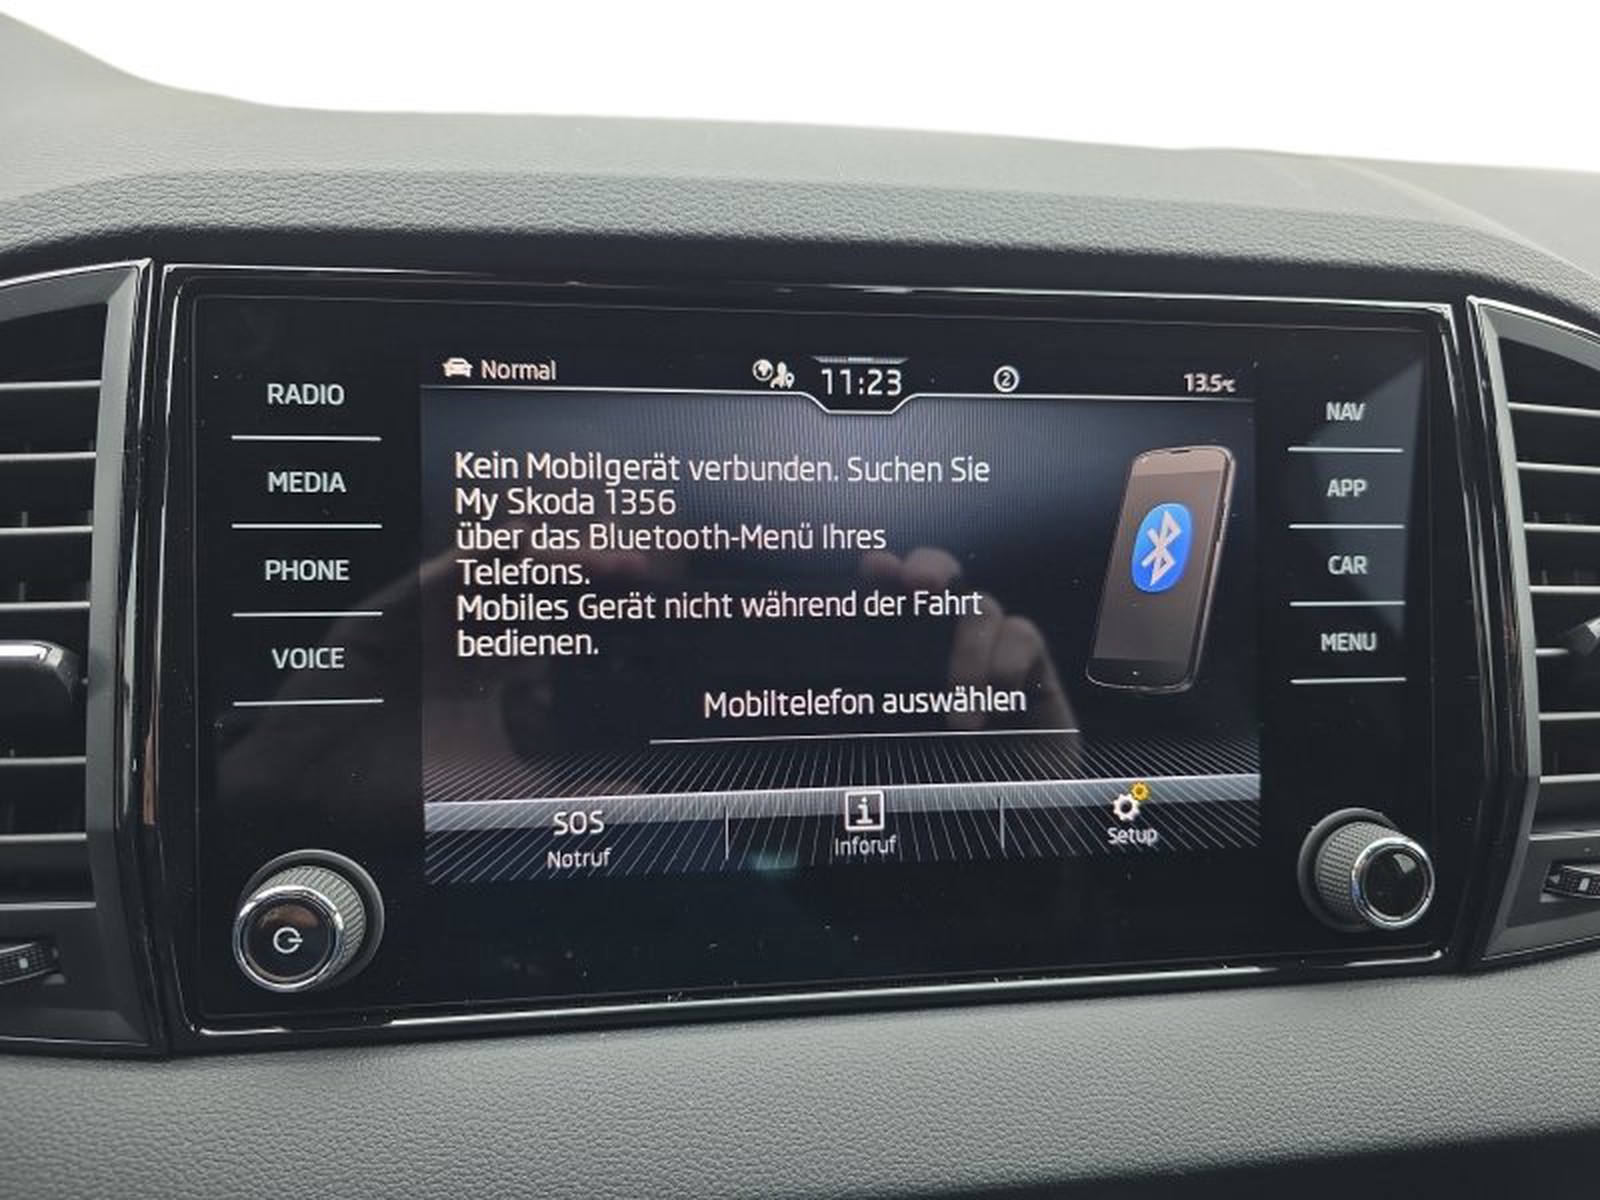 Normal
11:23
2
13.5°C
RADIO
MEDIA
PHONE
VOICE
Kein Mobilgerät verbunden. Suchen Sie
My Skoda 1356
über das Bluetooth-Menü Ihres
Telefons.
Mobiles Gerät nicht während der Fahrt
bedienen.
Mobiltelefon auswählen
SOS
Notruf
i
Inforuf
Setup
NAV
APP
CAR
MENU